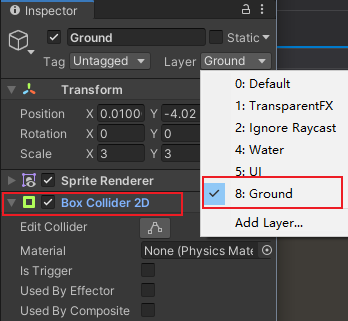 Inspector
Ground Static
Tag Untagged Layer Ground
Transform
Position X 0.0100 Y -4.02
Rotation X 0 Y 0
Scale X 3 Y 3
Sprite Renderer
Box Collider 2D
Edit Collider
Material None (Physics Mate
Is Trigger
Used By Effector
Used By Composite
0: Default
1: TransparentFX
2: Ignore Raycast
4: Water
5: UI
8: Ground
Add Layer...